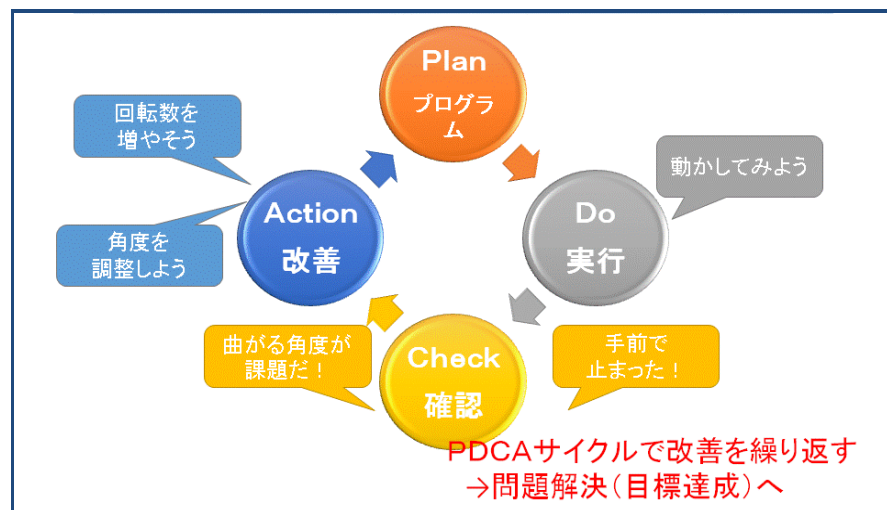 Plan
プログラ
ム
回転数を
増やそう
動かしてみよう
Action
改善
Do
実行
角度を
調整しよう
曲がる角度が
課題だ！
Check
確認
手前で
止まった！
PDCAサイクルで改善を繰り返す
→問題解決（目標達成）へ